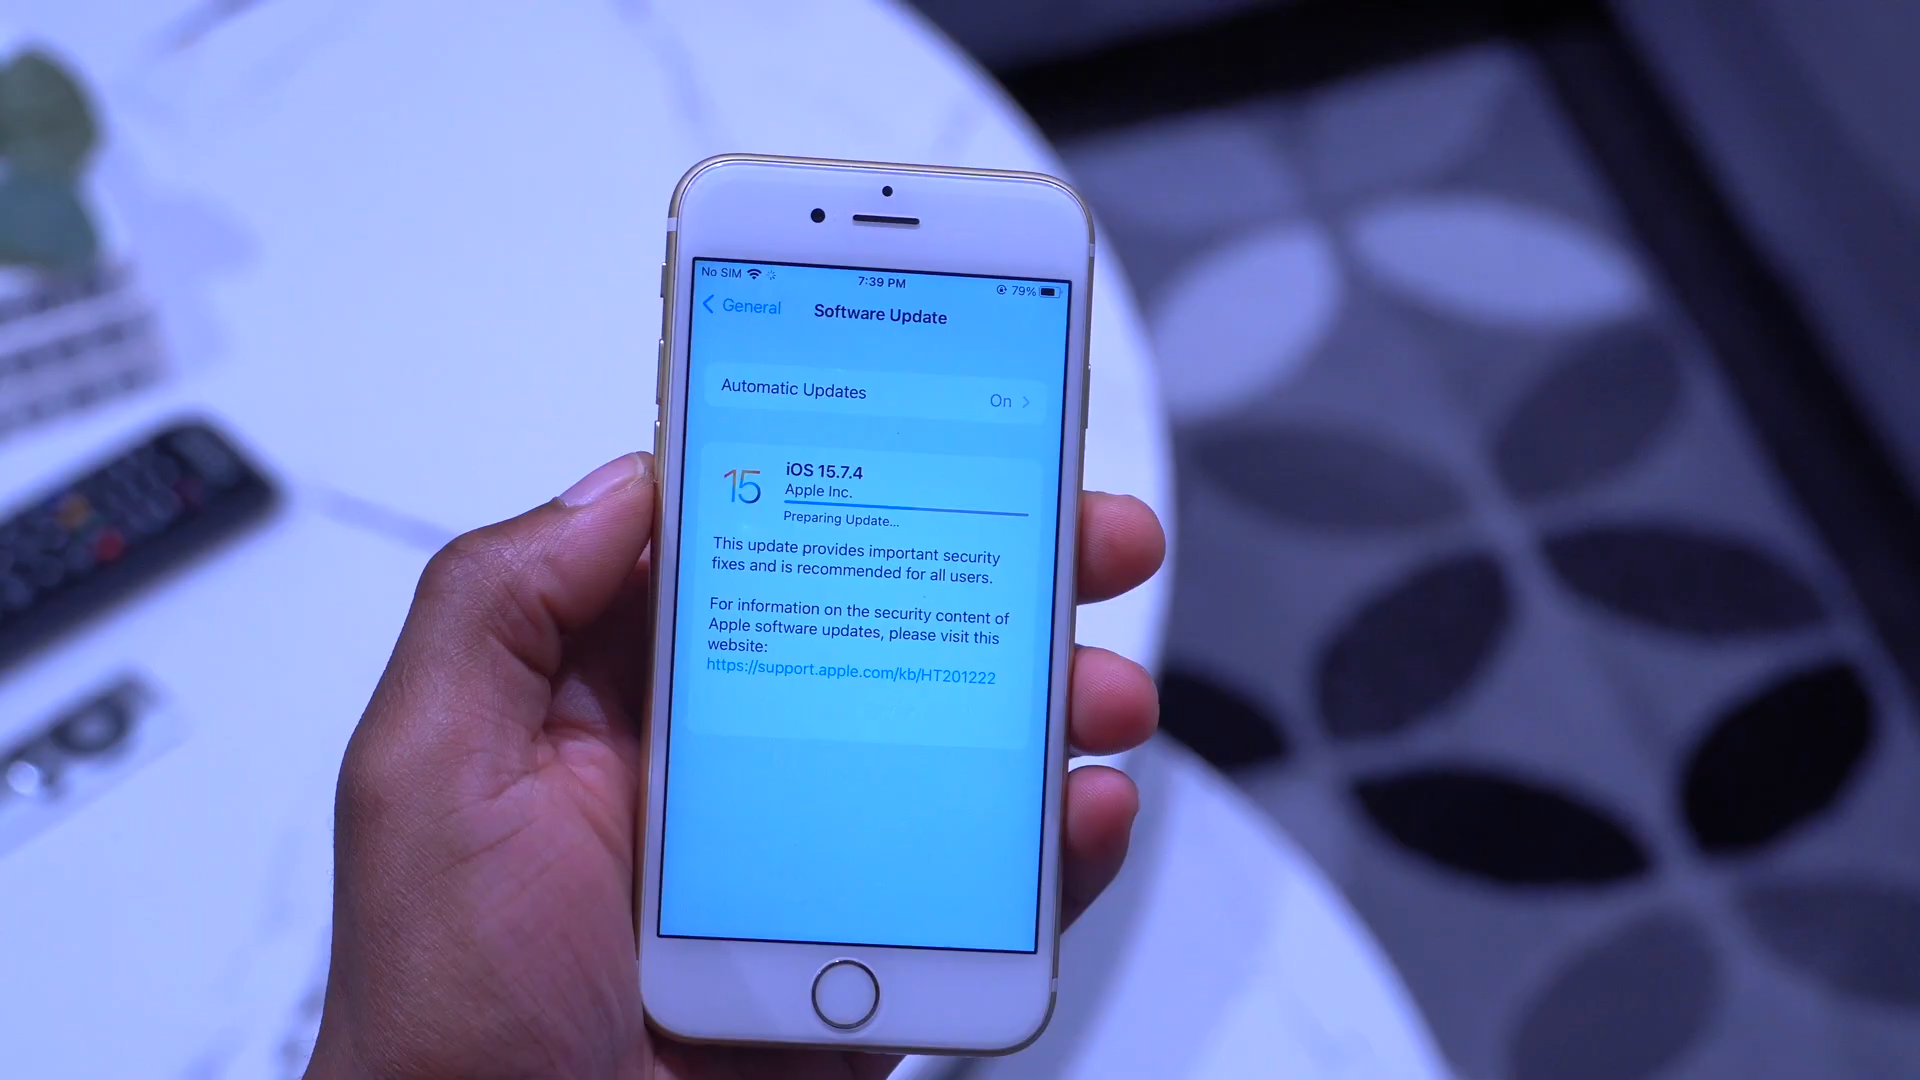 No SIM 7:39 PM 79%
General Software Update
Automatic Updates On
15
iOS 15.7.4
Apple Inc.
Preparing Update...
This update provides important security
fixes and is recommended for all users.
For information on the security content of
Apple software updates, please visit this
website:
https://support.apple.com/kb/HT201222